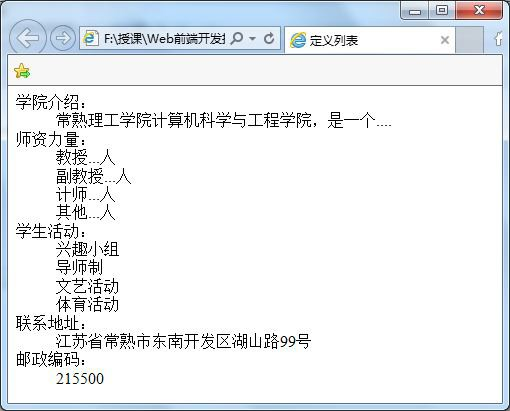 F:\授课\Web前端开发
定义列表
学院介绍：
常熟理工学院计算机科学与工程学院，是一个....
师资力量：
教授...人
副教授...人
计师...人
其他...人
学生活动：
兴趣小组
导师制
文艺活动
体育活动
联系地址：
江苏省常熟市东南开发区湖山路99号
邮政编码：
215500